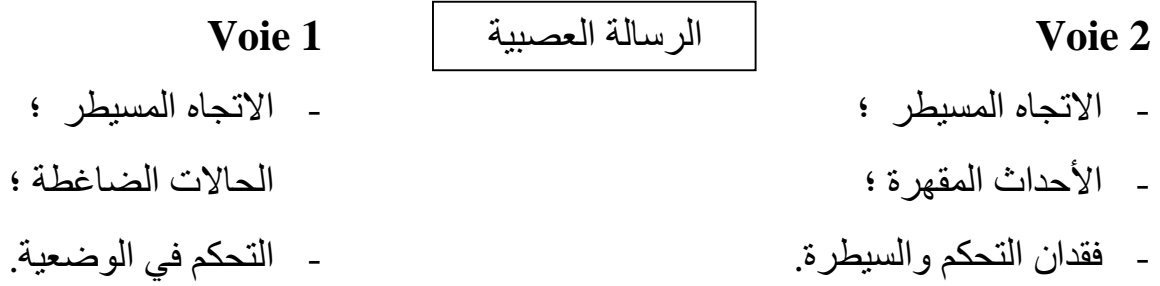 Voie 2 الرسالة العصبية Voie 1
- الاتجاه المسيطر ؛ - الاتجاه المسيطر ؛
- الأحداث المقهرة ؛ الحالات الضاغطة ؛
- فقدان التحكم والسيطرة. - التحكم في الوضعية.